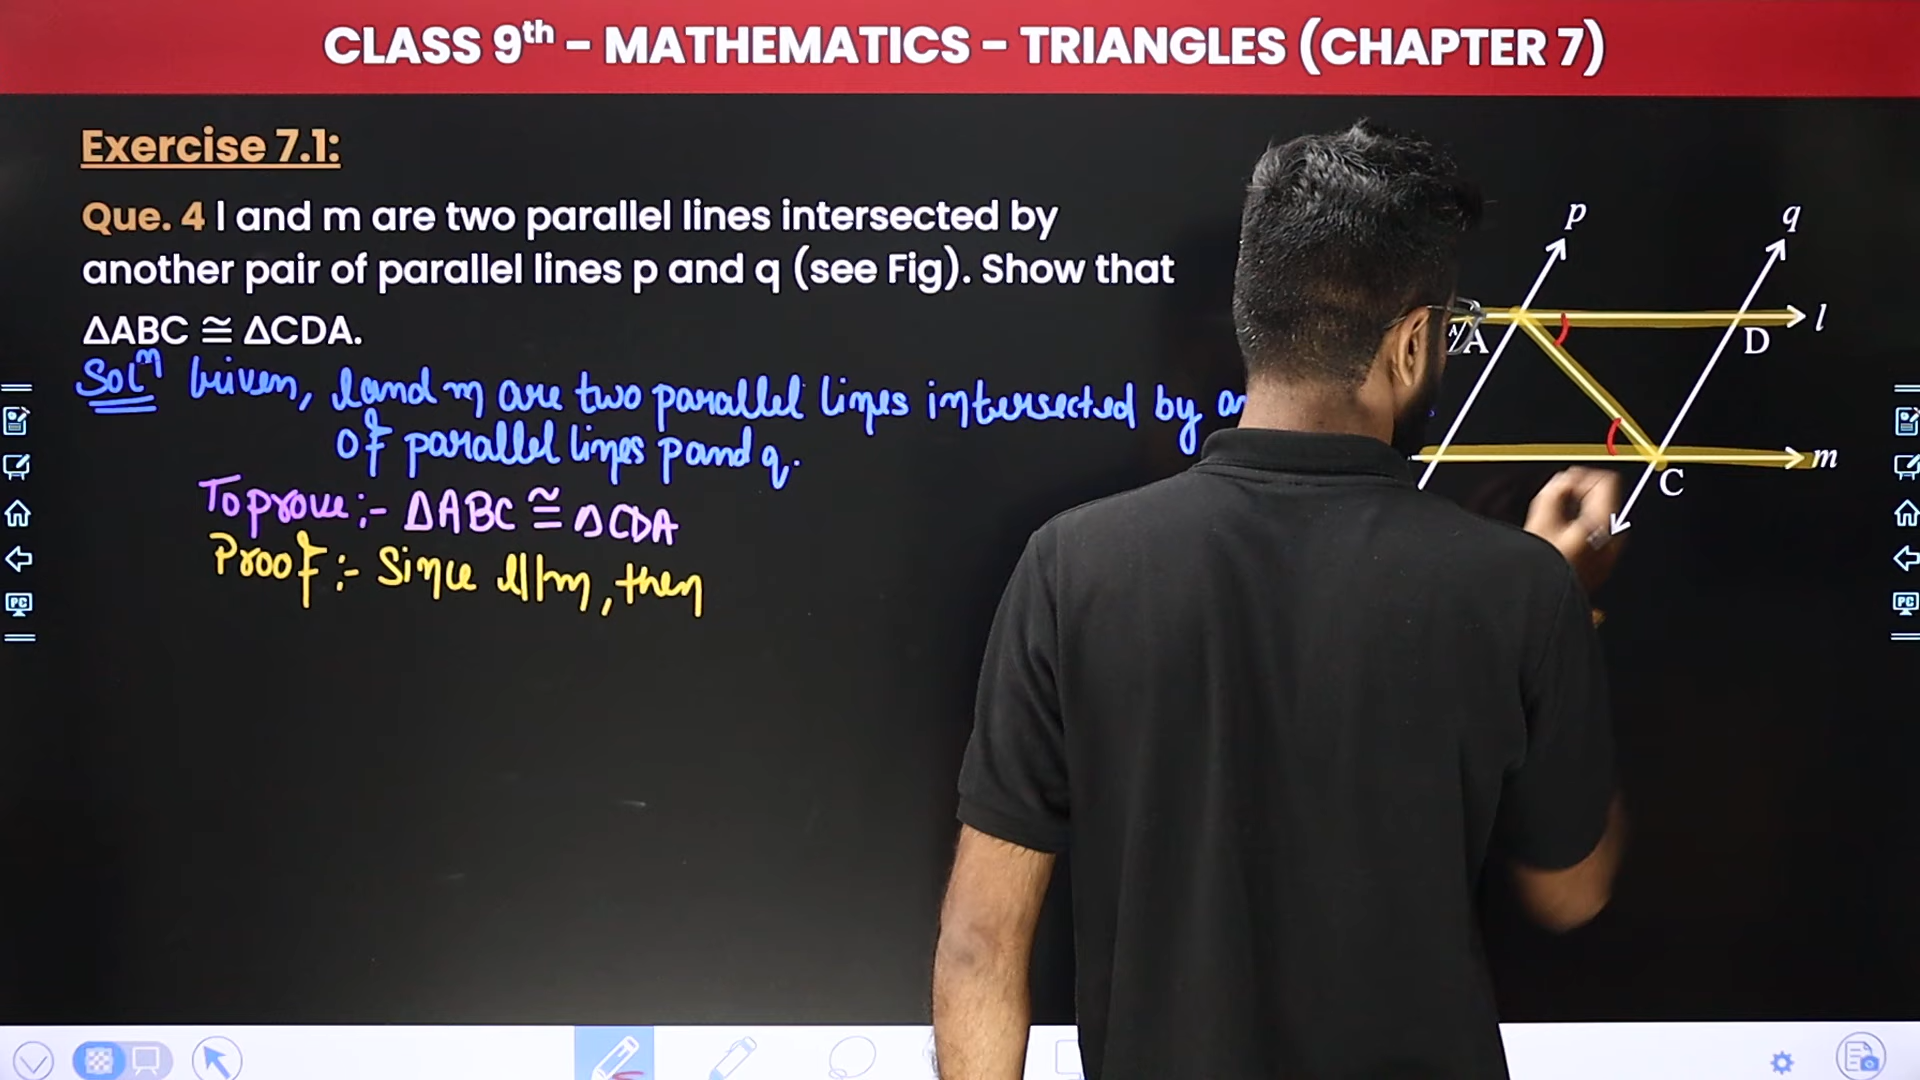 CLASS 9th - MATHEMATICS - TRIANGLES (CHAPTER 7)
Exercise 7.1:
Que. 4 l and m are two parallel lines intersected by
another pair of parallel lines p and q (see Fig). Show that
ΔABC ≅ ΔCDA.
Solⁿ Given, l and m are two parallel lines intersected by
of parallel lines p and q.
To prove :- ΔABC ≅ ΔCDA
Proof :- Since l||m, then
p
q
A
D
l
m
C
PC
PC